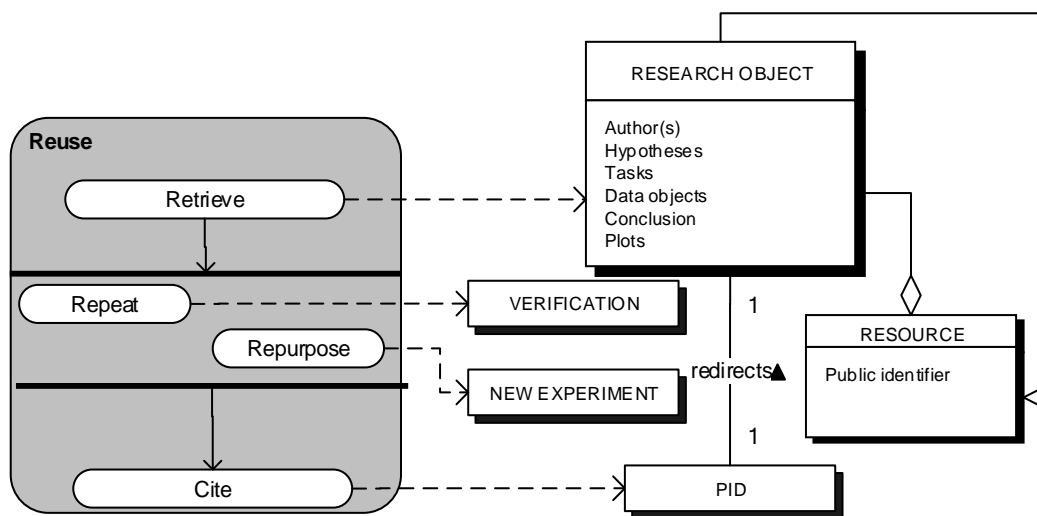 RESEARCH OBJECT
Author(s)
Hypotheses
Tasks
Data objects
Conclusion
Plots
Reuse
Retrieve
Repeat
Repurpose
Cite
VERIFICATION
NEW EXPERIMENT
1
redirects▲
1
PID
RESOURCE
Public identifier